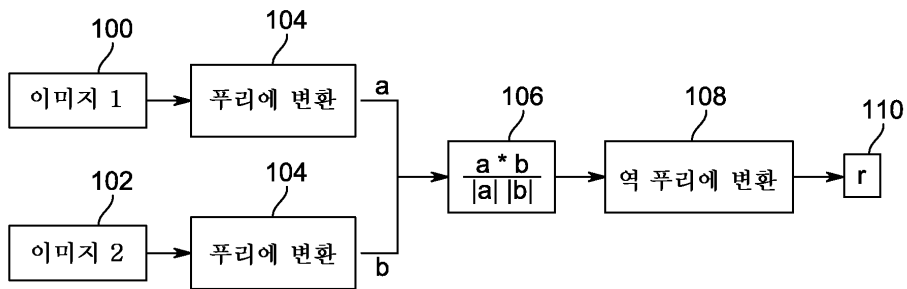 100
이미지 1
104
푸리에 변환
a
102
이미지 2
104
푸리에 변환
b
106
a * b
|a| |b|
108
역 푸리에 변환
110
r